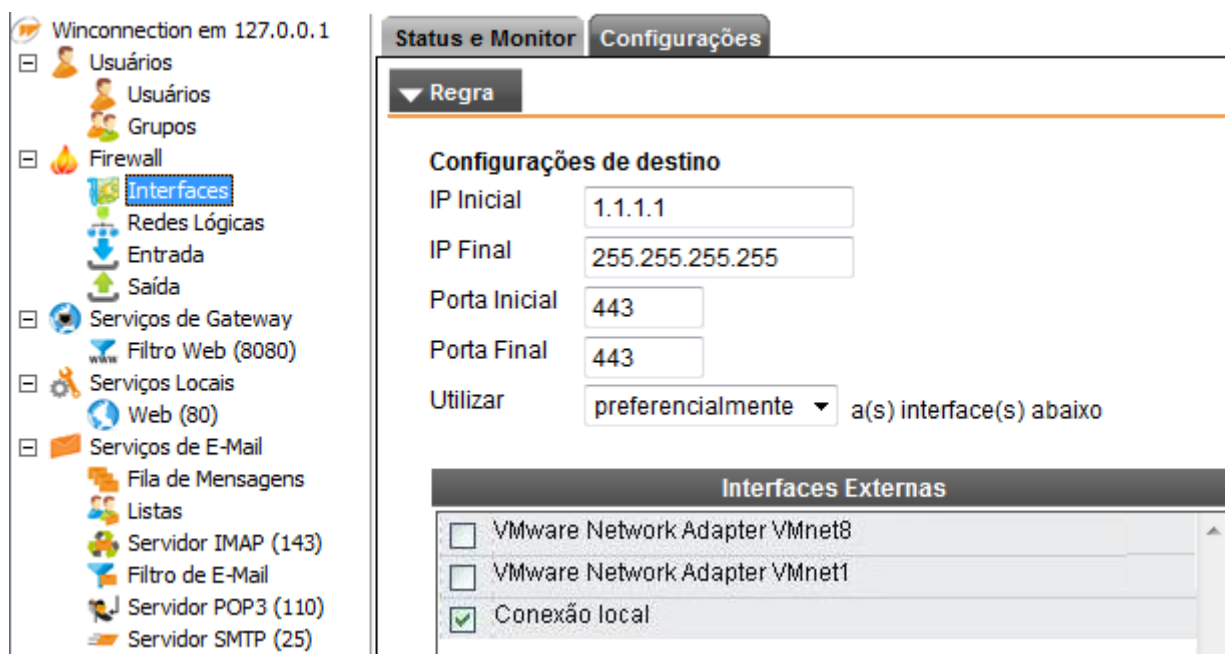 Winconnection em 127.0.0.1
Usuários
Usuários
Grupos
Firewall
Interfaces
Redes Lógicas
Entrada
Saída
Serviços de Gateway
www
Filtro Web (8080)
Serviços Locais
Web (80)
Serviços de E-Mail
Fila de Mensagens
Listas
Servidor IMAP (143)
Filtro de E-Mail
Servidor POP3 (110)
Servidor SMTP (25)
Status e Monitor Configurações
Regra
Configurações de destino
IP Inicial 1.1.1.1
IP Final 255.255.255.255
Porta Inicial 443
Porta Final 443
Utilizar preferencialmente a(s) interface(s) abaixo
Interfaces Externas
VMware Network Adapter VMnet8
VMware Network Adapter VMnet1
Conexão local